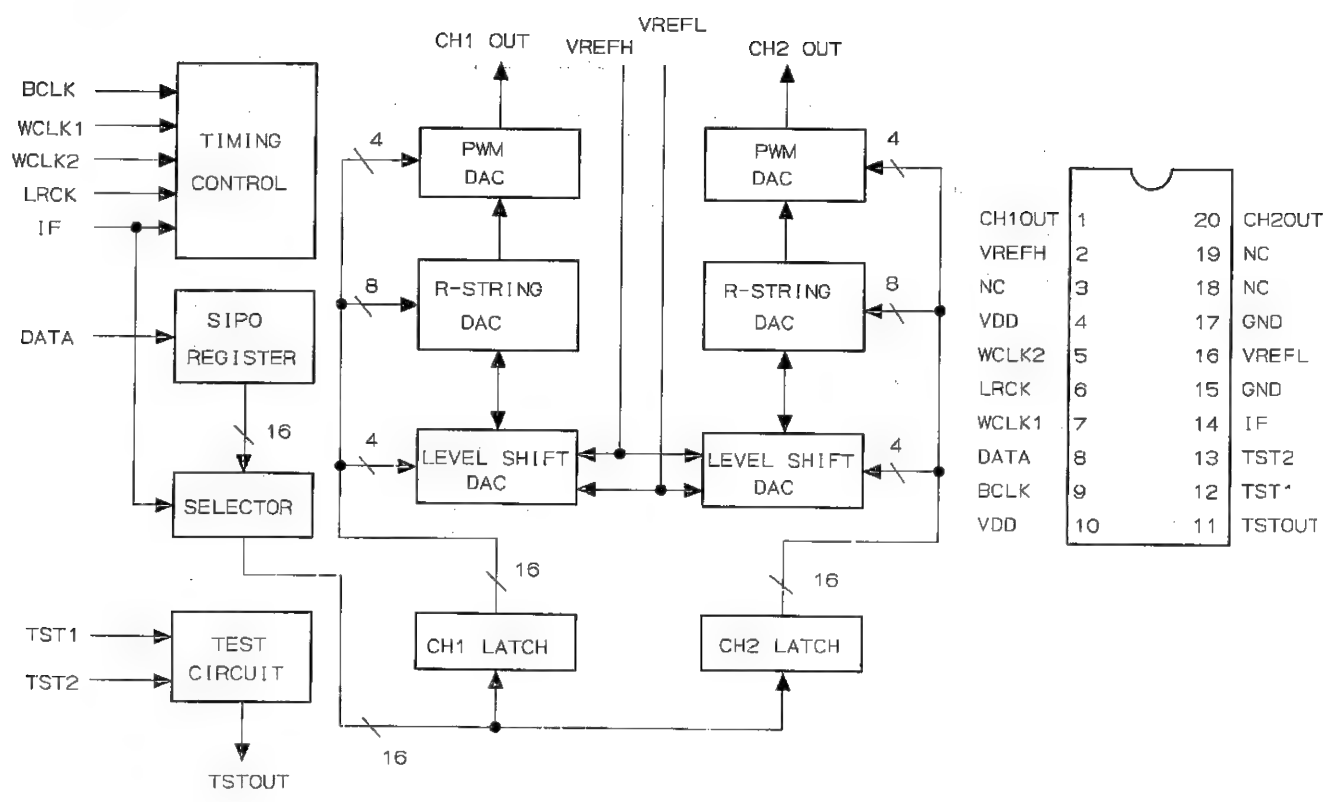 VREFL
CH1 OUT
VREFH
CH2 OUT
BCLK
WCLK1
WCLK2
LRCK
IF
TIMING
CONTROL
DATA
SIPO
REGISTER
16
SELECTOR
TST1
TST2
TEST
CIRCUIT
TSTOUT
4
PWM
DAC
8
R-STRING
DAC
4
LEVEL SHIFT
DAC
16
CH1 LATCH
16
PWM
DAC
4
R-STRING
DAC
8
LEVEL SHIFT
DAC
4
16
CH2 LATCH
CH1OUT 1 20 CH2OUT
VREFH 2 19 NC
NC 3 18 NC
VDD 4 17 GND
WCLK2 5 16 VREFL
LRCK 6 15 GND
WCLK1 7 14 IF
DATA 8 13 TST2
BCLK 9 12 TST1
VDD 10 11 TSTOUT